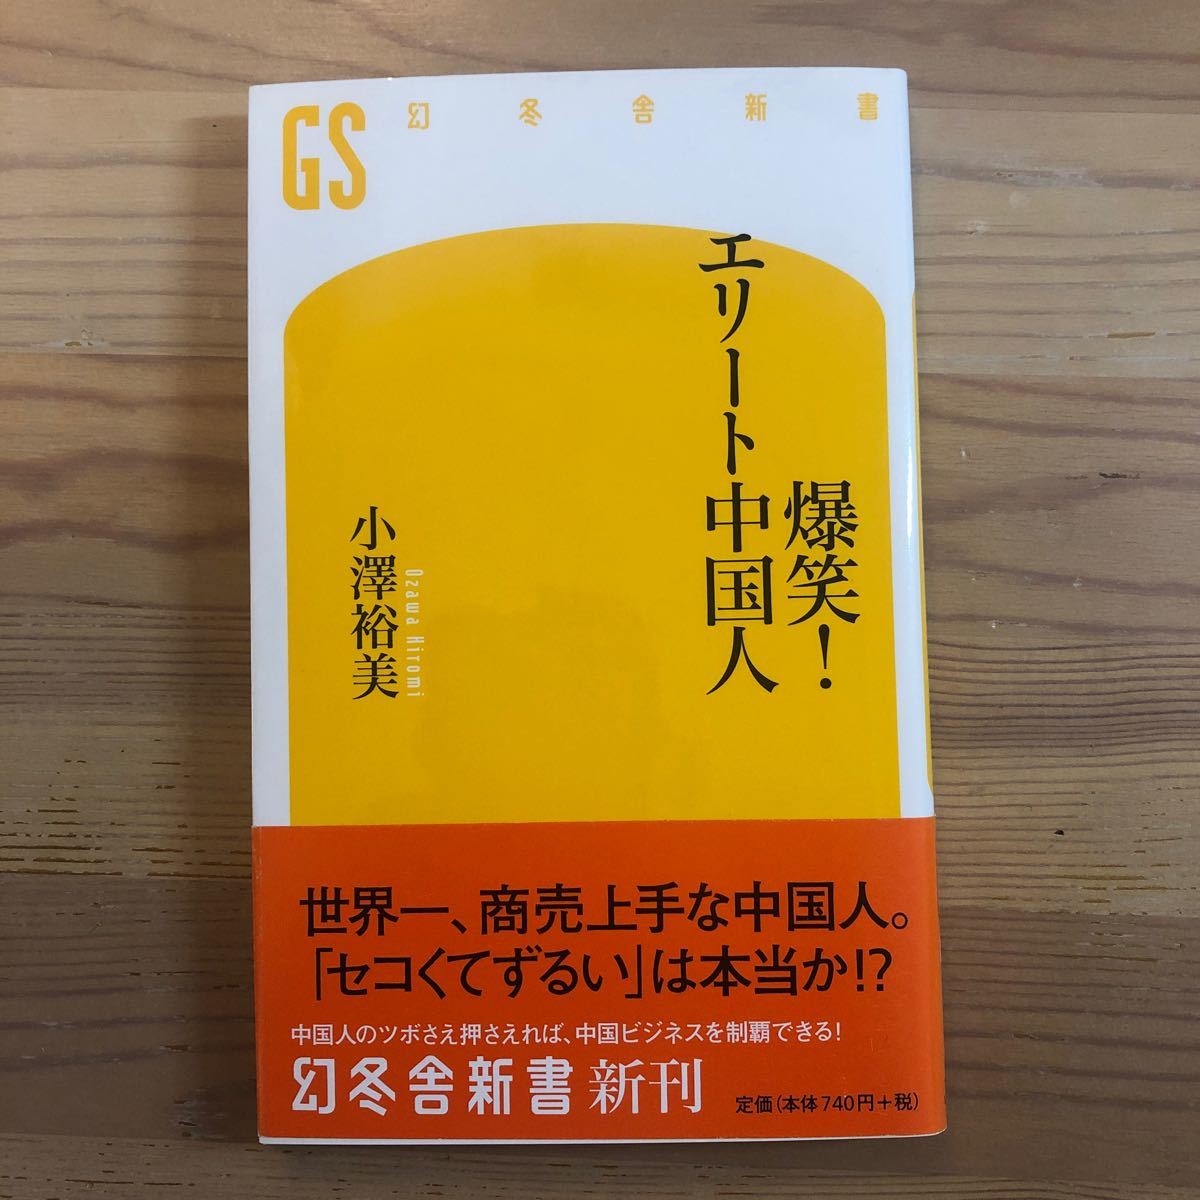 GS 幻冬舎新書
爆笑！
エリート中国人
小澤裕美
Ozawa Hiromi
世界一、商売上手な中国人。
「セコくてずるい」は本当か!?
中国人のツボさえ押さえれば、中国ビジネスを制覇できる！
幻冬舎新書 新刊
定価（本体740円＋税）